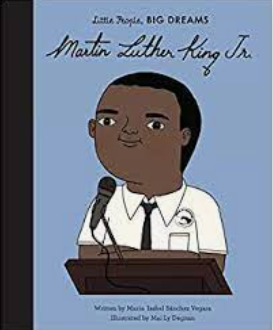 Little People, BIG DREAMS
Martin Luther King Jr.
Written by Maria Isabel Sánchez Vegara
Illustrated by Mai Ly Degnan